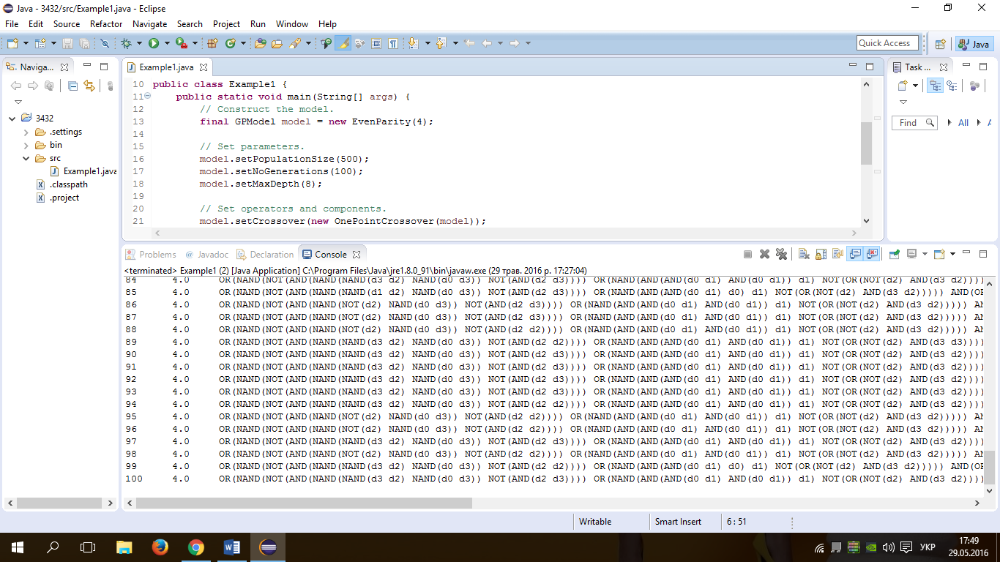 Java - 3432/src/Example1.java - Eclipse
File Edit Source Refactor Navigate Search Project Run Window Help
Quick Access
Java
Naviga...
3432
.settings
bin
src
Example1.java
.classpath
.project
Example1.java
10 public class Example1 {
11 public static void main(String[] args) {
12 // Construct the model.
13 final GPModel model = new EvenParity(4);
14
15 // Set parameters.
16 model.setPopulationSize(500);
17 model.setNoGenerations(100);
18 model.setMaxDepth(8);
19
20 // Set operators and components.
21 model.setCrossover(new OnePointCrossover(model));
Task ...
Find
All
A
Problems @ Javadoc Declaration Console
<terminated> Example1 (2) [Java Application] C:\Program Files\Java\jre1.8.0_91\bin\javaw.exe (29 трав. 2016 р. 17:27:04)
84 4.0 OR(NAND(NOT(AND(NAND(NOT(d2) NAND(d0 d3)) NOT(AND(d2 d3)))) OR(NAND(AND(AND(d0 d1) AND(d0 d1)) d1) NOT(OR(NOT(d2) AND(d3 d2))))
85 4.0 OR(NAND(NOT(AND(NAND(NAND(d1 d2) NAND(d0 d3)) NOT(AND(d2 d3)))) OR(NAND(AND(AND(d0 d1) d0) d1) NOT(OR(NOT(d2) AND(d3 d2))))) AND(OR
86 4.0 OR(NAND(NOT(AND(NAND(NOT(d2) NAND(d0 d3)) NOT(AND(d2 d3)))) OR(NAND(AND(AND(d0 d1) AND(d0 d1)) d1) NOT(OR(NOT(d2) AND(d3 d2))))) AN
87 4.0 OR(NAND(NOT(AND(NAND(NOT(d2) NAND(d0 d3)) NOT(AND(d2 d3)))) OR(NAND(AND(AND(d0 d1) AND(d0 d1)) d1) NOT(OR(NOT(d2) AND(d3 d2))))) AN
88 4.0 OR(NAND(NOT(AND(NAND(NOT(d2) NAND(d0 d3)) NOT(AND(d2 d2)))) OR(NAND(AND(AND(d0 d1) AND(d0 d1)) d1) NOT(OR(NOT(d2) AND(d3 d2))))) AN
89 4.0 OR(NAND(NOT(AND(NAND(NAND(d3 d2) NAND(d0 d3)) NOT(AND(d2 d2)))) OR(NAND(AND(AND(d0 d1) AND(d0 d1)) d1) NOT(OR(NOT(d2) AND(d3 d3))))
90 4.0 OR(NAND(NOT(AND(NAND(NAND(d3 d2) NAND(d0 d3)) NOT(AND(d2 d3)))) OR(NAND(AND(AND(d0 d1) AND(d0 d1)) d1) NOT(OR(NOT(d2) AND(d3 d2))))
91 4.0 OR(NAND(NOT(AND(NAND(NAND(d3 d2) NAND(d0 d3)) NOT(AND(d2 d3)))) OR(NAND(AND(AND(d0 d1) AND(d0 d1)) d1) NOT(OR(NOT(d2) AND(d3 d2))))
92 4.0 OR(NAND(NOT(AND(NAND(NAND(d3 d2) NAND(d0 d3)) NOT(AND(d2 d3)))) OR(NAND(AND(AND(d0 d1) AND(d0 d1)) d1) NOT(OR(NOT(d2) AND(d3 d2))))
93 4.0 OR(NAND(NOT(AND(NAND(NAND(d3 d2) NAND(d0 d3)) NOT(AND(d2 d2)))) OR(NAND(AND(AND(d0 d1) AND(d0 d1)) d1) NOT(OR(NOT(d2) AND(d3 d2))))
94 4.0 OR(NAND(NOT(AND(NAND(NAND(d3 d2) NAND(d0 d3)) NOT(AND(d2 d2)))) OR(NAND(AND(AND(d0 d1) AND(d0 d1)) d1) NOT(OR(NOT(d2) AND(d3 d2))))
95 4.0 OR(NAND(NOT(AND(NAND(NOT(d2) NAND(d0 d3)) NOT(AND(d2 d2)))) OR(NAND(AND(AND(d0 d1) AND(d0 d1)) d1) NOT(OR(NOT(d2) AND(d3 d2))))) AN
96 4.0 OR(NAND(NOT(AND(NAND(NOT(d2) NAND(d0 d3)) NOT(AND(d2 d2)))) OR(NAND(AND(AND(d0 d1) AND(d0 d1)) d1) NOT(OR(NOT(d2) AND(d3 d2))))) AN
97 4.0 OR(NAND(NOT(AND(NAND(NAND(d3 d2) NAND(d0 d3)) NOT(AND(d2 d3)))) OR(NAND(AND(AND(d0 d1) AND(d0 d1)) d1) NOT(OR(NOT(d2) AND(d3 d2))))
98 4.0 OR(NAND(NOT(AND(NAND(NOT(d2) NAND(d0 d3)) NOT(AND(d2 d2)))) OR(NAND(AND(AND(d0 d1) AND(d0 d1)) d1) NOT(OR(NOT(d2) AND(d3 d2))))) AN
99 4.0 OR(NAND(NOT(AND(NAND(NAND(d3 d2) NAND(d0 d3)) NOT(AND(d2 d2)))) OR(NAND(AND(AND(d0 d1) d0) d1) NOT(OR(NOT(d2) AND(d3 d2))))) AND(OR
100 4.0 OR(NAND(NOT(AND(NAND(NAND(d3 d2) NAND(d0 d3)) NOT(AND(d2 d3)))) OR(NAND(AND(AND(d0 d1) AND(d0 d1)) d1) NOT(OR(NOT(d2) AND(d3 d2))))
Writable Smart Insert 6 : 51
УКР
17:49
29.05.2016